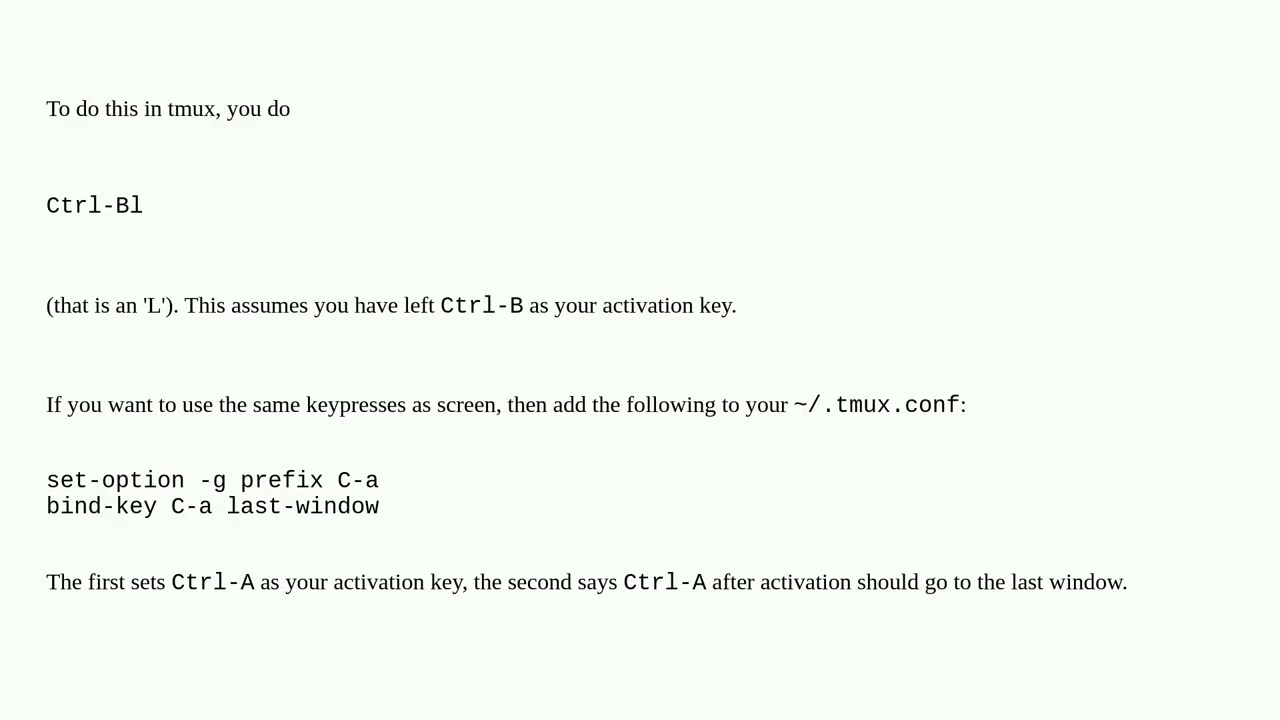 To do this in tmux, you do
Ctrl-Bl
(that is an 'L'). This assumes you have left Ctrl-B as your activation key.
If you want to use the same keypresses as screen, then add the following to your ~/.tmux.conf:
set-option -g prefix C-a
bind-key C-a last-window
The first sets Ctrl-A as your activation key, the second says Ctrl-A after activation should go to the last window.